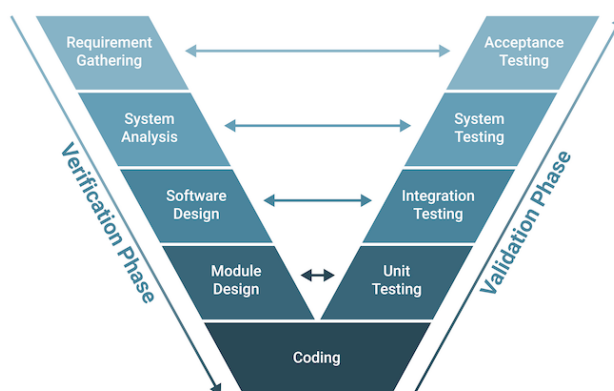 Requirement
Gathering
Acceptance
Testing
System
Analysis
System
Testing
Software
Design
Integration
Testing
Module
Design
Unit
Testing
Coding
Verification Phase
Validation Phase